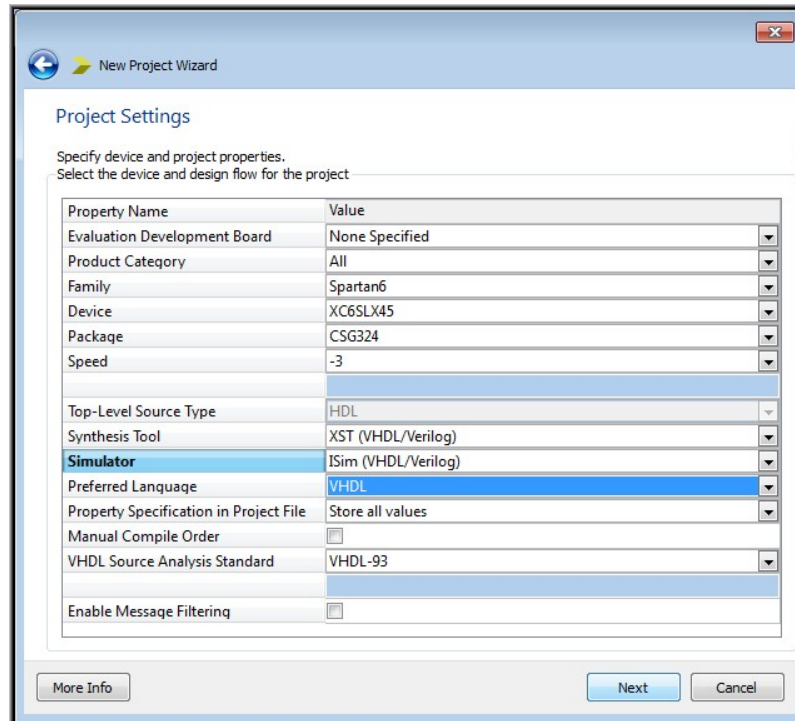 New Project Wizard
Project Settings
Specify device and project properties.
Select the device and design flow for the project
Property Name Value
Evaluation Development Board None Specified
Product Category All
Family Spartan6
Device XC6SLX45
Package CSG324
Speed -3
Top-Level Source Type HDL
Synthesis Tool XST (VHDL/Verilog)
Simulator ISim (VHDL/Verilog)
Preferred Language VHDL
Property Specification in Project File Store all values
Manual Compile Order
VHDL Source Analysis Standard VHDL-93
Enable Message Filtering
More Info Next Cancel